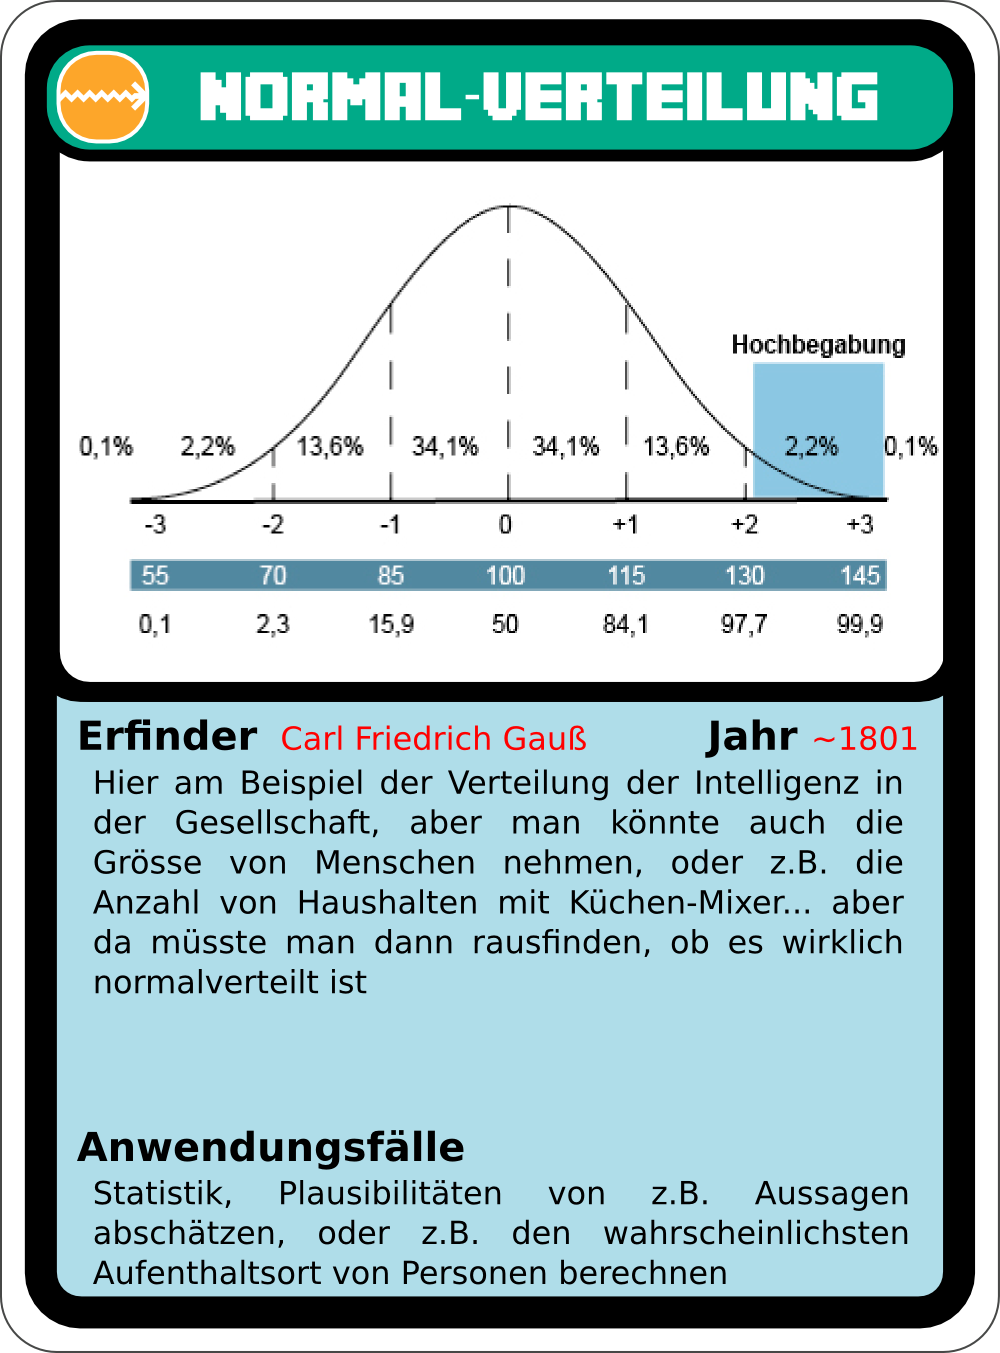 NORMAL-VERTEILUNG
Hochbegabung
0,1% 2,2% 13,6% 34,1% 34,1% 13,6% 2,2% 0,1%
-3 -2 -1 0 +1 +2 +3
55 70 85 100 115 130 145
0,1 2,3 15,9 50 84,1 97,7 99,9
Erfinder Carl Friedrich Gauß Jahr ~1801
Hier am Beispiel der Verteilung der Intelligenz in
der Gesellschaft, aber man könnte auch die
Grösse von Menschen nehmen, oder z.B. die
Anzahl von Haushalten mit Küchen-Mixer... aber
da müsste man dann rausfinden, ob es wirklich
normalverteilt ist
Anwendungsfälle
Statistik, Plausibilitäten von z.B. Aussagen
abschätzen, oder z.B. den wahrscheinlichsten
Aufenthaltsort von Personen berechnen